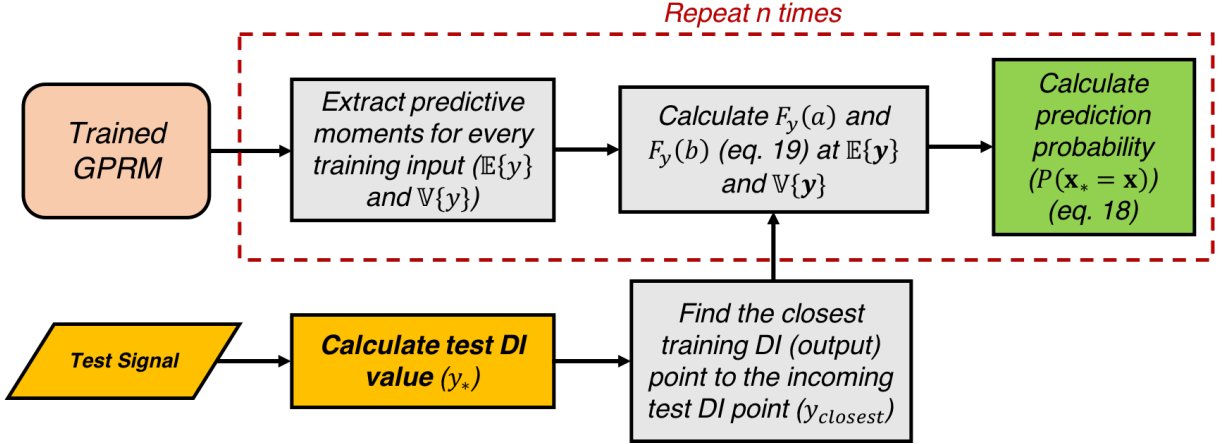 Repeat n times
Trained
GPRM
Extract predictive
moments for every
training input (𝔼{y}
and 𝕍{y})
Calculate F_y(a) and
F_y(b) (eq. 19) at 𝔼{𝐲}
and 𝕍{𝐲}
Calculate
prediction
probability
(P(𝐱_* = 𝐱))
(eq. 18)
Test Signal
Calculate test DI
value (y_*)
Find the closest
training DI (output)
point to the incoming
test DI point (y_closest)